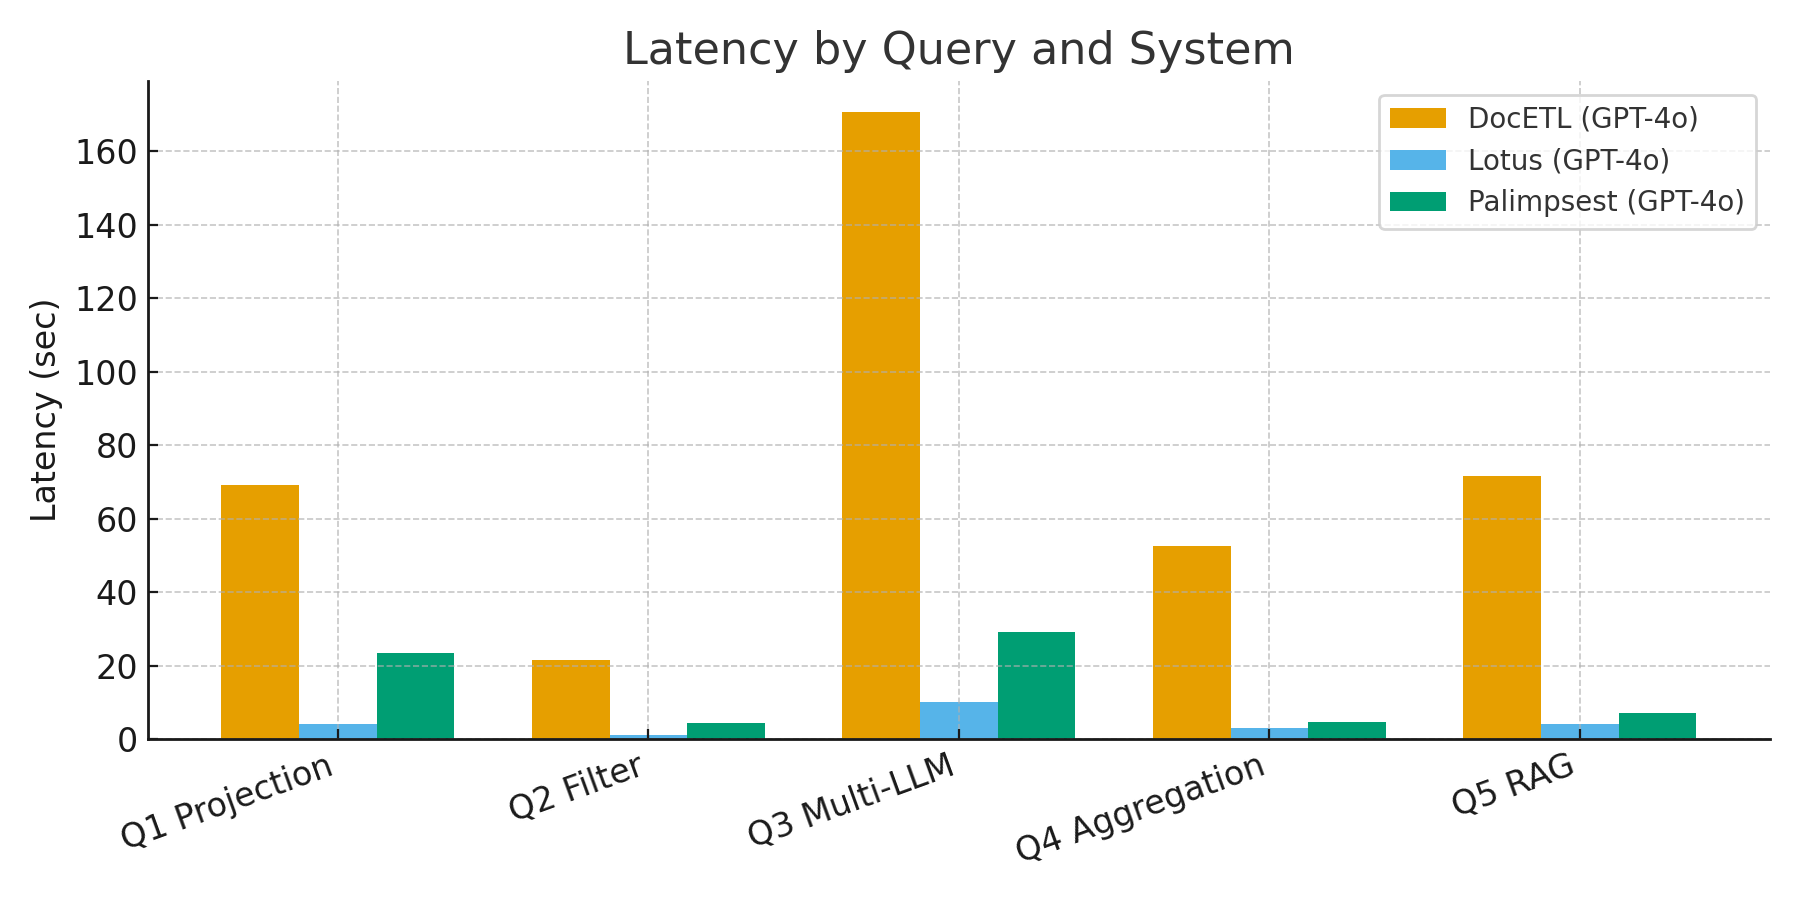 Latency by Query and System
DocETL (GPT-4o)
Lotus (GPT-4o)
Palimpsest (GPT-4o)
Latency (sec)
160
140
120
100
80
60
40
20
0
Q1 Projection
Q2 Filter
Q3 Multi-LLM
Q4 Aggregation
Q5 RAG